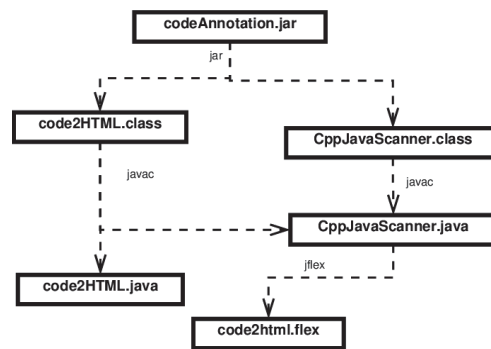 codeAnnotation.jar
jar
code2HTML.class
CppJavaScanner.class
javac
javac
CppJavaScanner.java
jflex
code2HTML.java
code2html.flex